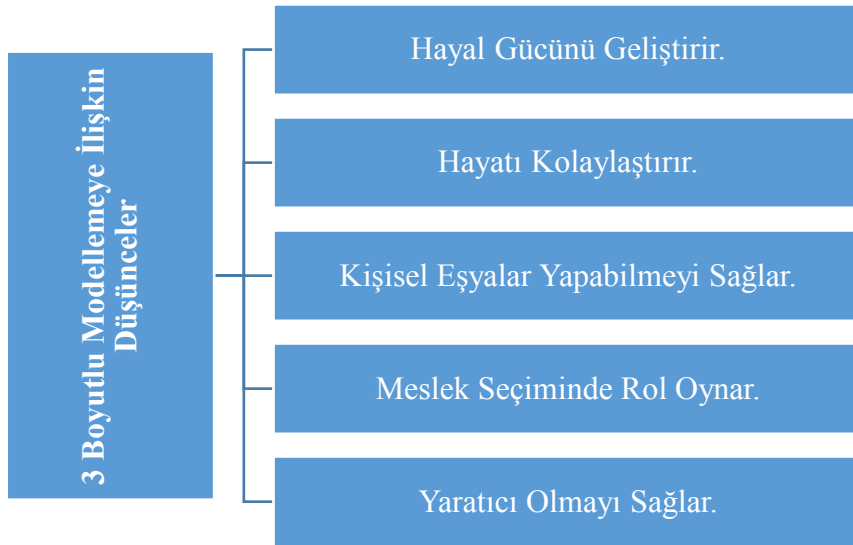 3 Boyutlu Modellemeye İlişkin
Düşünceler
Hayal Gücünü Geliştirir.
Hayatı Kolaylaştırır.
Kişisel Eşyalar Yapabilmeyi Sağlar.
Meslek Seçiminde Rol Oynar.
Yaratıcı Olmayı Sağlar.